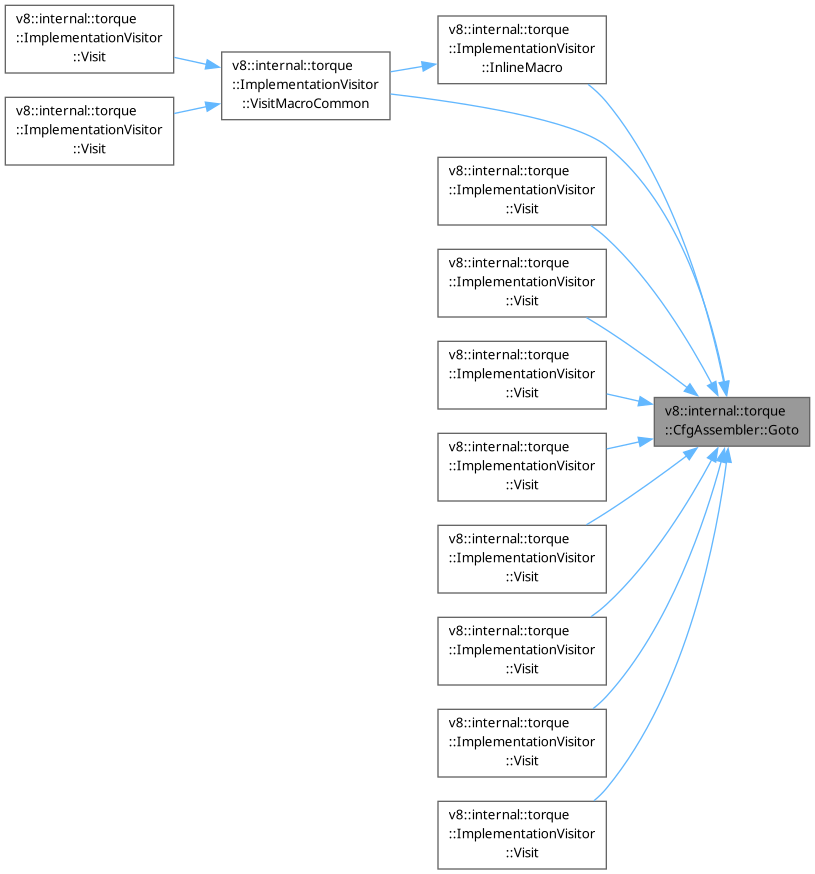 v8::internal::torque
::ImplementationVisitor
::Visit
v8::internal::torque
::ImplementationVisitor
::Visit
v8::internal::torque
::ImplementationVisitor
::VisitMacroCommon
v8::internal::torque
::ImplementationVisitor
::InlineMacro
v8::internal::torque
::ImplementationVisitor
::Visit
v8::internal::torque
::ImplementationVisitor
::Visit
v8::internal::torque
::ImplementationVisitor
::Visit
v8::internal::torque
::ImplementationVisitor
::Visit
v8::internal::torque
::ImplementationVisitor
::Visit
v8::internal::torque
::ImplementationVisitor
::Visit
v8::internal::torque
::ImplementationVisitor
::Visit
v8::internal::torque
::ImplementationVisitor
::Visit
v8::internal::torque
::CfgAssembler::Goto